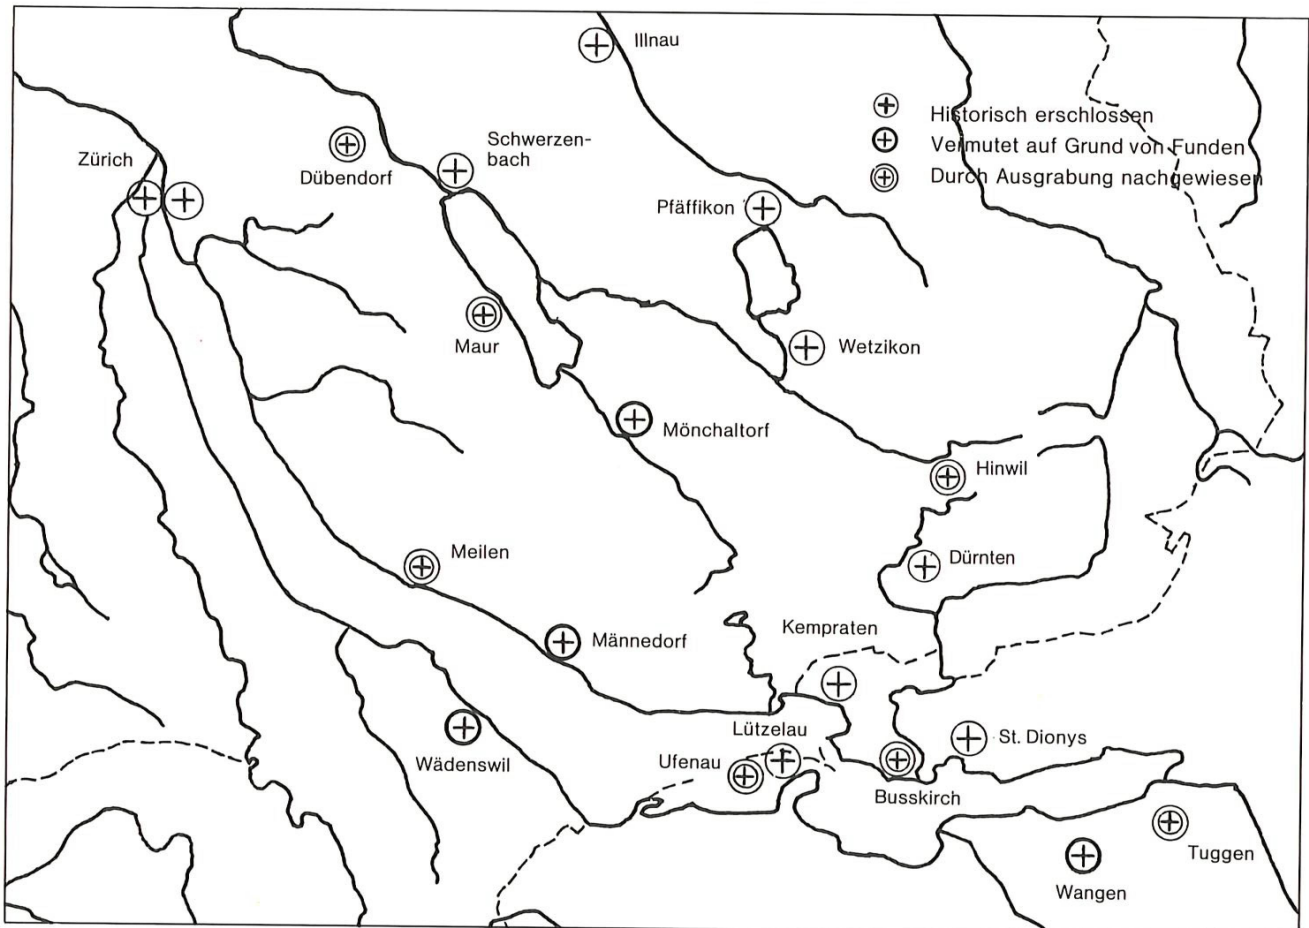 Illnau
Historisch erschlossen
Vermutet auf Grund von Funden
Durch Ausgrabung nachgewiesen
Zürich
Dübendorf
Schwerzen-
bach
Pfäffikon
Maur
Wetzikon
Mönchaltorf
Hinwil
Meilen
Dürnten
Männedorf
Kempraten
Wädenswil
Lützelau
Ufenau
St. Dionys
Busskirch
Tuggen
Wangen